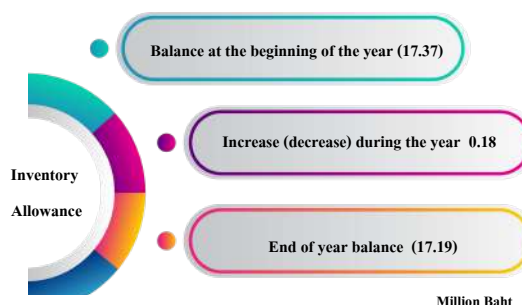 Balance at the beginning of the year (17.37)
Increase (decrease) during the year 0.18
Inventory
Allowance
End of year balance (17.19)
Million Baht